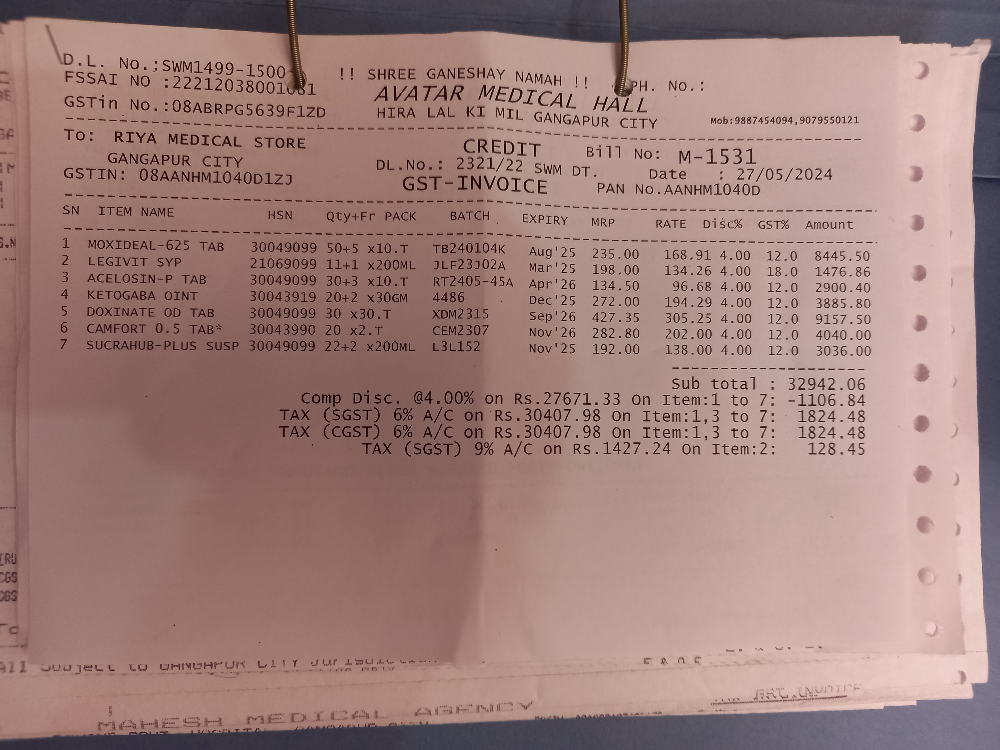 D.L. No.:SWM1499-1500 !! SHREE GANESHAY NAMAH !! PH. No.:
FSSAI NO :22212038001081 AVATAR MEDICAL HALL
GSTin No.:08ABRPG5639F1ZD HIRA LAL KI MIL GANGAPUR CITY Mob:9887454094,9079550121
To: RIYA MEDICAL STORE CREDIT Bill No: M-1531
GANGAPUR CITY DL.No.: 2321/22 SWM DT. Date : 27/05/2024
GSTIN: 08AANHM1040D1ZJ GST-INVOICE PAN No.AANHM1040D
SN ITEM NAME HSN Qty+Fr PACK BATCH EXPIRY MRP RATE Disc% GST% Amount
1 MOXIDEAL-625 TAB 30049099 50+5 x10.T TB240104K Aug'25 235.00 168.91 4.00 12.0 8445.50
2 LEGIVIT SYP 21069099 11+1 x200ML JLF23J02A Mar'25 198.00 134.26 4.00 18.0 1476.86
3 ACELOSIN-P TAB 30049099 30+3 x10.T RT2405-45A Apr'26 134.50 96.68 4.00 12.0 2900.40
4 KETOGABA OINT 30043919 20+2 x30GM 4486 Dec'25 272.00 194.29 4.00 12.0 3885.80
5 DOXINATE OD TAB 30049099 30 x30.T XDM2315 Sep'26 427.35 305.25 4.00 12.0 9157.50
6 CAMFORT 0.5 TAB* 30043990 20 x2.T CEM2307 Nov'26 282.80 202.00 4.00 12.0 4040.00
7 SUCRAHUB-PLUS SUSP 30049099 22+2 x200ML L3L152 Nov'25 192.00 138.00 4.00 12.0 3036.00
Sub total : 32942.06
Comp Disc. @4.00% on Rs.27671.33 on Item:1 to 7: -1106.84
TAX (SGST) 6% A/C on Rs.30407.98 On Item:1,3 to 7: 1824.48
TAX (CGST) 6% A/C on Rs.30407.98 On Item:1,3 to 7: 1824.48
TAX (SGST) 9% A/C on Rs.1427.24 On Item:2: 128.45
All Subject to GANGAPUR CITY
GST INVOICE
MAHESH MEDICAL AGENCY